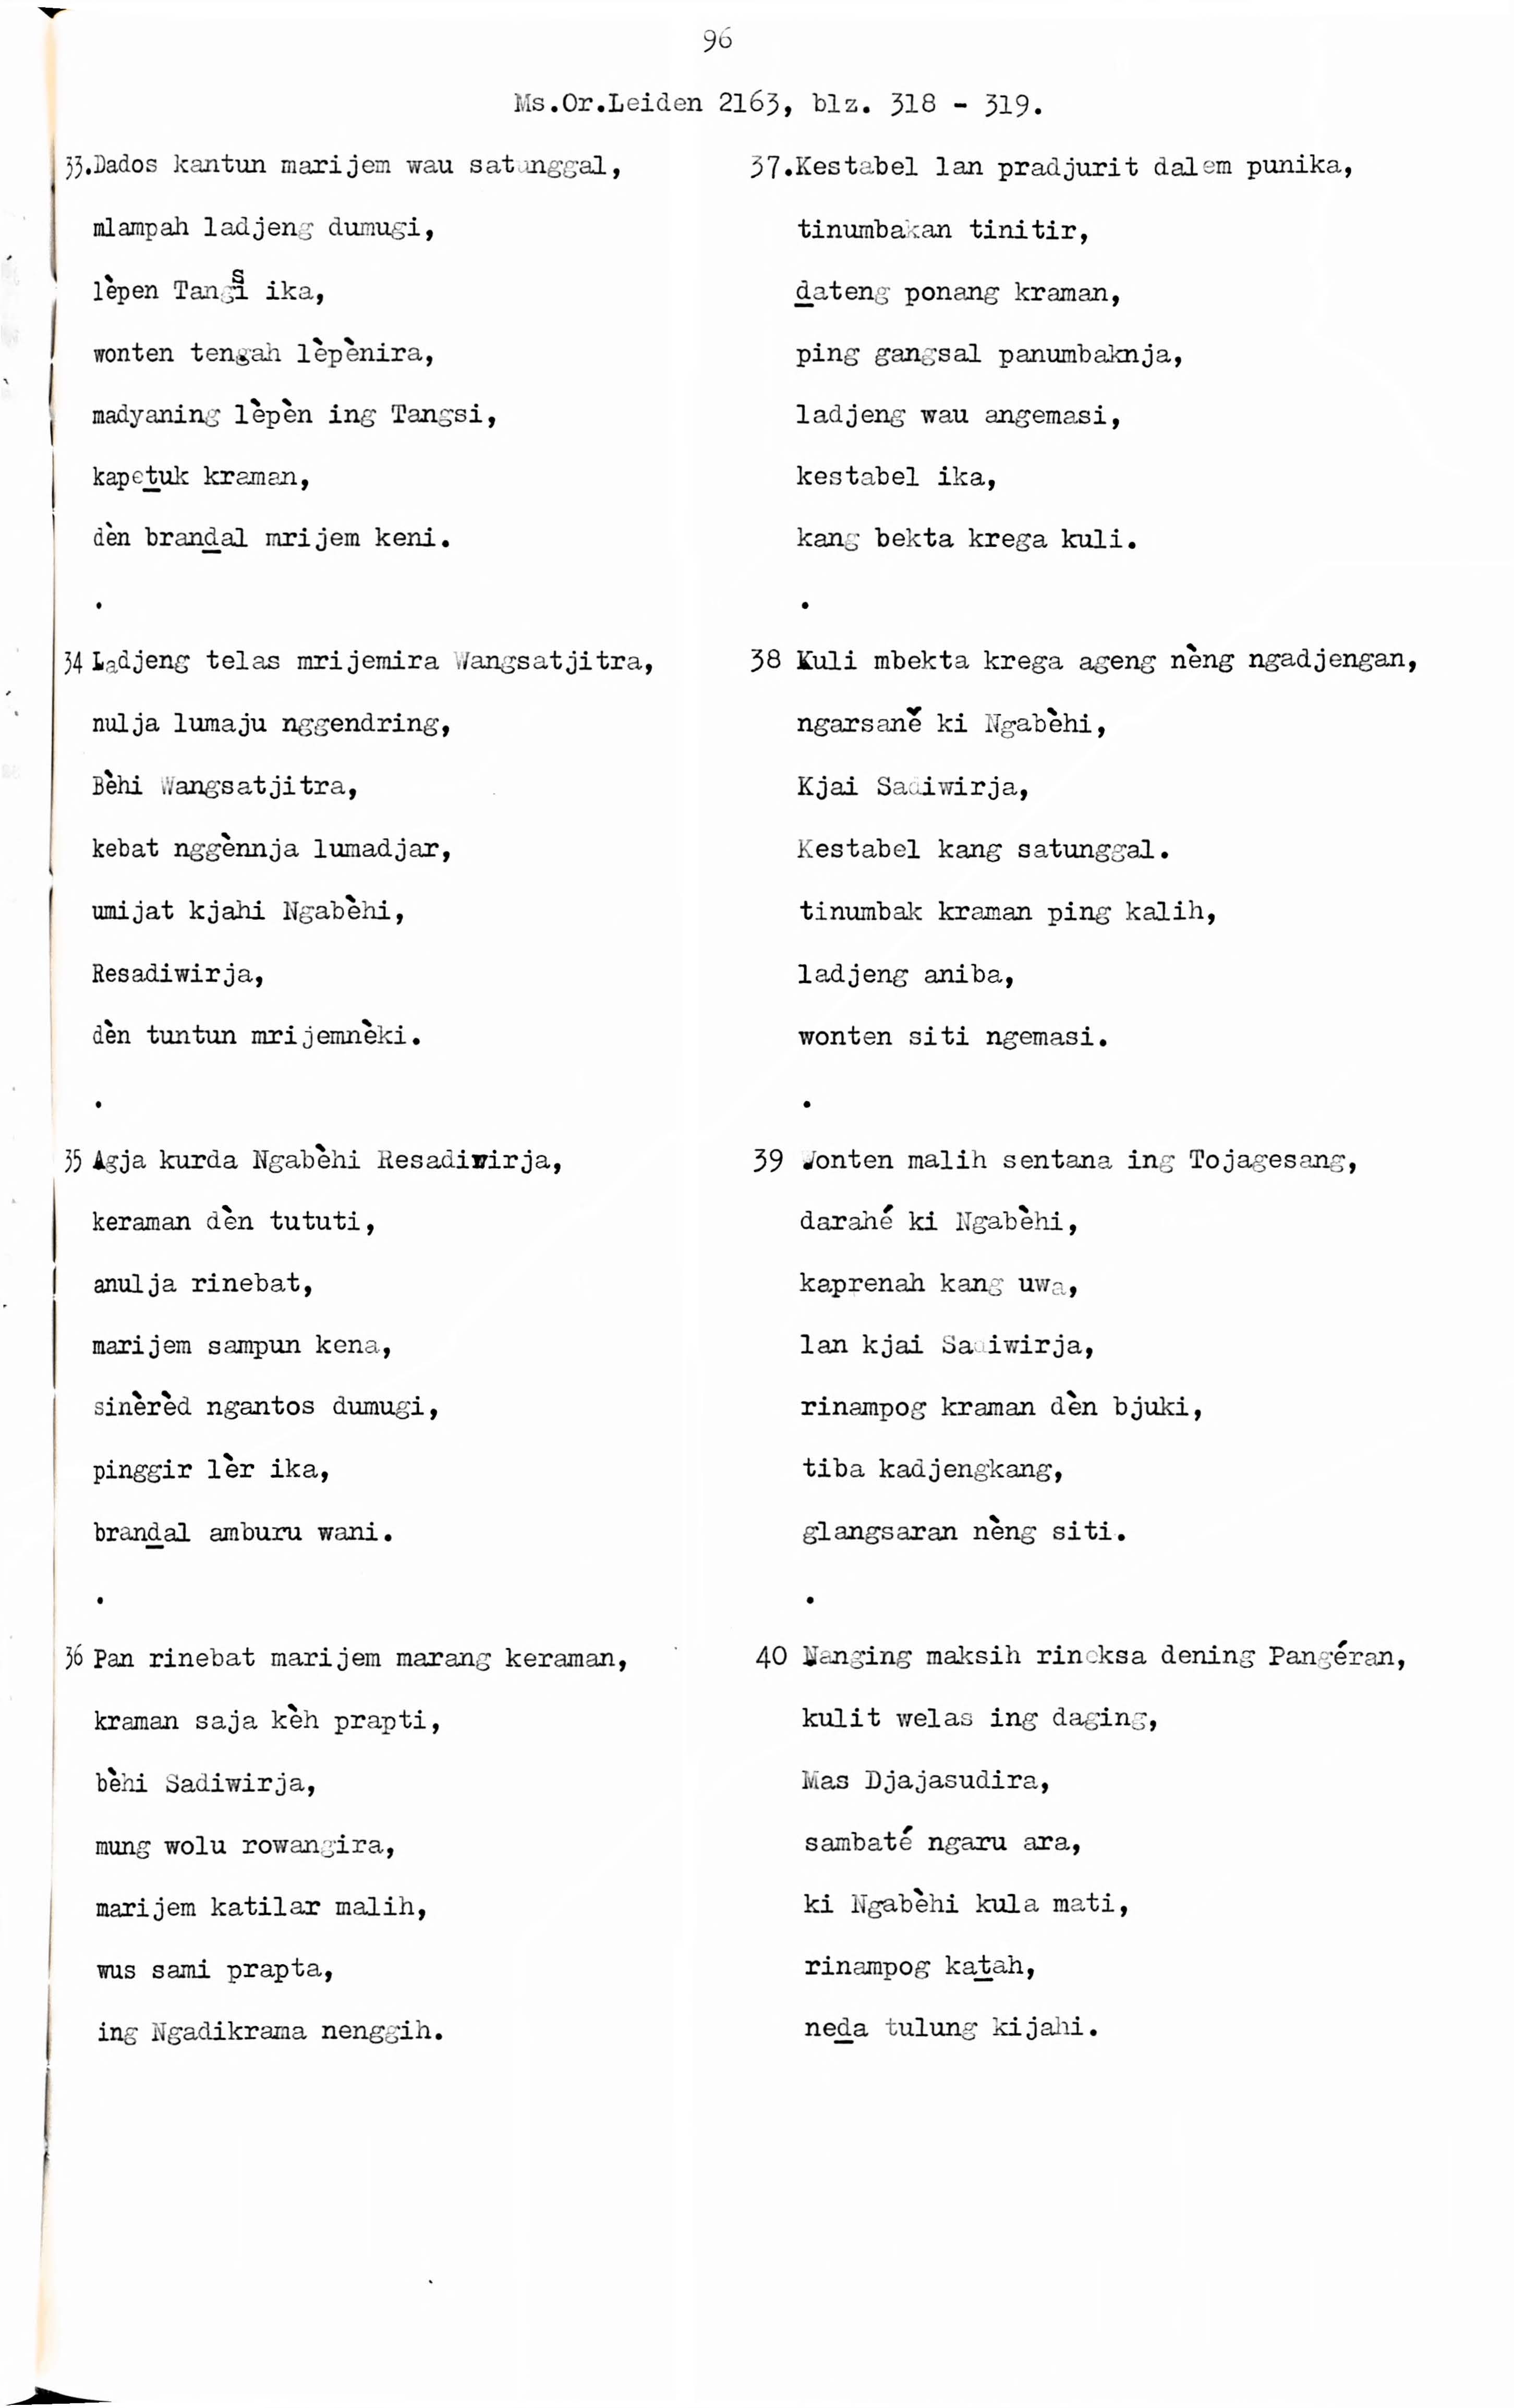 96
Ms.Or.Leiden 2163, blz. 318 - 319.
33.Dados kantun marijem wau satunggal,
mlampah ladjeng dumugi,
lèpen Tangsi ika,
wonten tengah lèpènira,
madyaning lèpèn ing Tangsi,
kape̲tuk kraman,
dèn branḏal mrijem keni.
.
34 Ladjeng telas mrijemira Wangsatjitra,
nulja lumaju nggendring,
Bèhi Wangsatjitra,
kebat nggènnja lumadjar,
umijat kjahi Ngabèhi,
Resadiwirja,
dèn tuntun mrijemnèki.
.
35 Agja kurda Ngabèhi Resadiwirja,
keraman dèn tututi,
anulja rinebat,
marijem sampun kena,
sinèrèd ngantos dumugi,
pinggir lèr ika,
branḏal amburu wani.
.
36 Pan rinebat marijem marang keraman,
kraman saja kèh prapti,
bèhi Sadiwirja,
mung wolu rowangira,
marijem katilar malih,
wus sami prapta,
ing Ngadikrama nenggih.
37.Kestabel lan pradjurit dalem punika,
tinumbakan tinitir,
ḏateng ponang kraman,
ping gangsal panumbaknja,
ladjeng wau angemasi,
kestabel ika,
kang bekta krega kuli.
.
38 Kuli mbekta krega ageng nèng ngadjengan,
ngarsaně ki Ngabèhi,
Kjai Sadiwirja,
Kestabel kang satunggal.
tinumbak kraman ping kalih,
ladjeng aniba,
wonten siti ngemasi.
.
39 Wonten malih sentana ing Tojagesang,
darahé ki Ngabèhi,
kaprenah kang uwa,
lan kjai Sadiwirja,
rinampog kraman dèn bjuki,
tiba kadjengkang,
glangsaran nèng siti.
.
40 Nanging maksih rineksa dening Pangéran,
kulit welas ing daging,
Mas Djajasudira,
sambaté ngaru ara,
ki Ngabèhi kula mati,
rinampog kaṯah,
neḏa tulung kijahi.